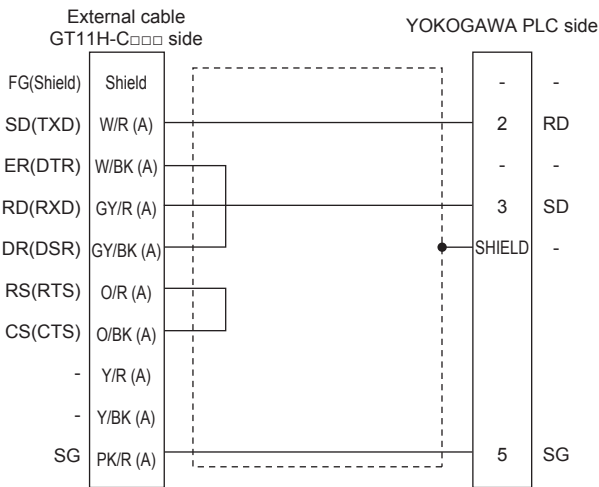 External cable
GT11H-C□□□ side
YOKOGAWA PLC side
FG(Shield) Shield - -
SD(TXD) W/R (A) 2 RD
ER(DTR) W/BK (A) - -
RD(RXD) GY/R (A) 3 SD
DR(DSR) GY/BK (A) SHIELD -
RS(RTS) O/R (A)
CS(CTS) O/BK (A)
- Y/R (A)
- Y/BK (A)
SG PK/R (A) 5 SG